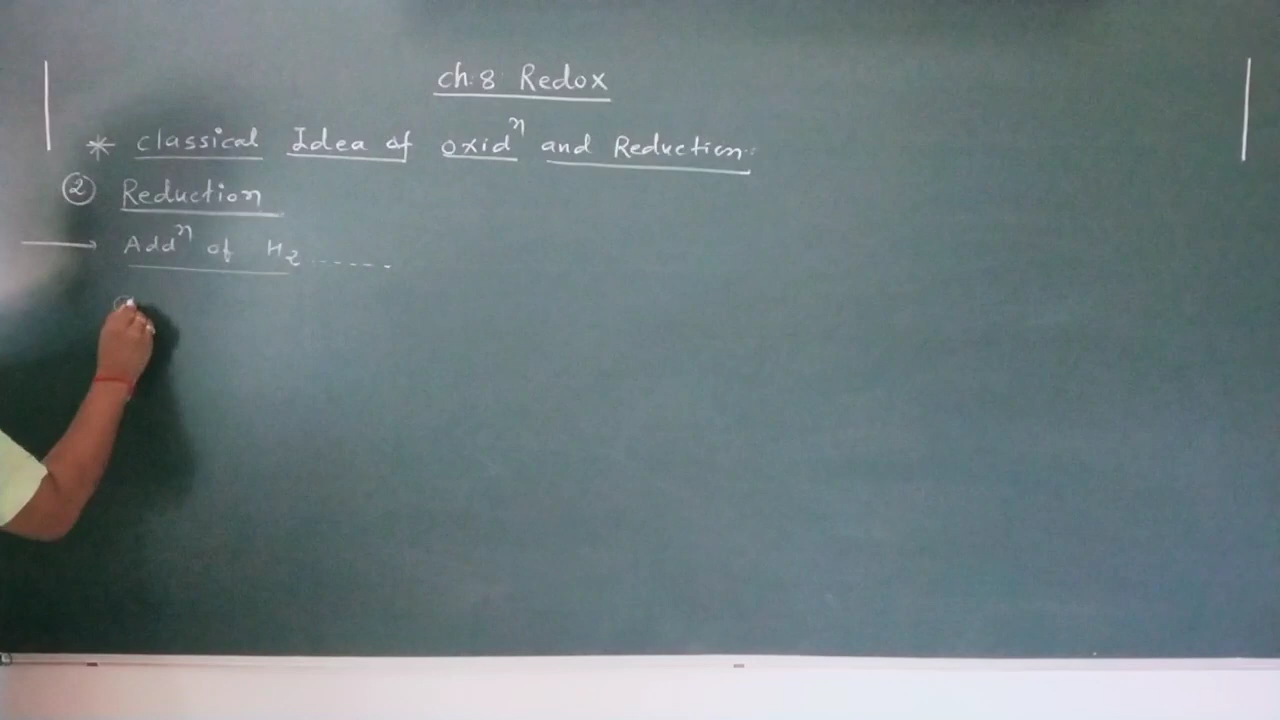 ch.8 Redox
* classical Idea of oxidⁿ and Reduction:
② Reduction
→ Addⁿ of H₂ .......